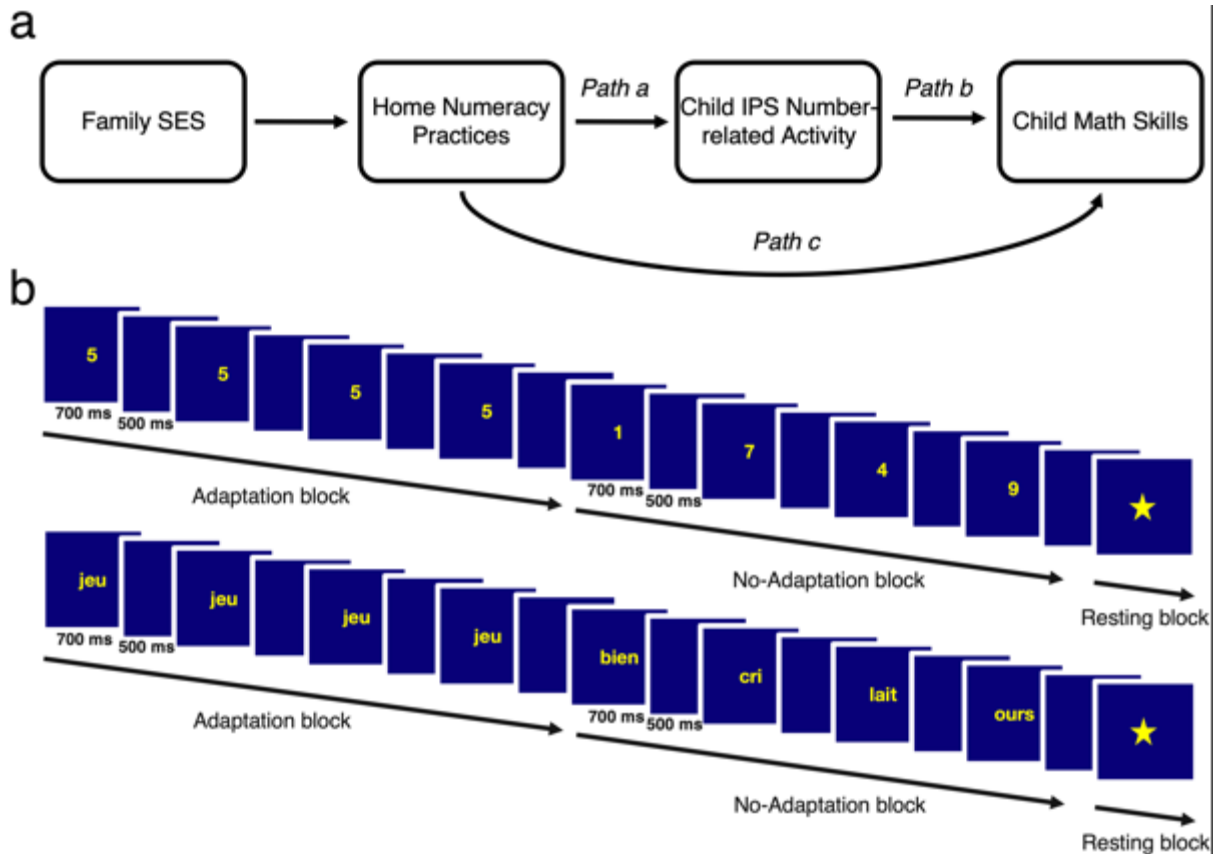 a
Family SES
Home Numeracy
Practices
Path a
Child IPS Number-
related Activity
Path b
Child Math Skills
Path c
b
5
5
5
5
1
7
4
9
700 ms
500 ms
700 ms
500 ms
Adaptation block
No-Adaptation block
Resting block
jeu
jeu
jeu
jeu
bien
cri
lait
ours
700 ms
500 ms
700 ms
500 ms
Adaptation block
No-Adaptation block
Resting block